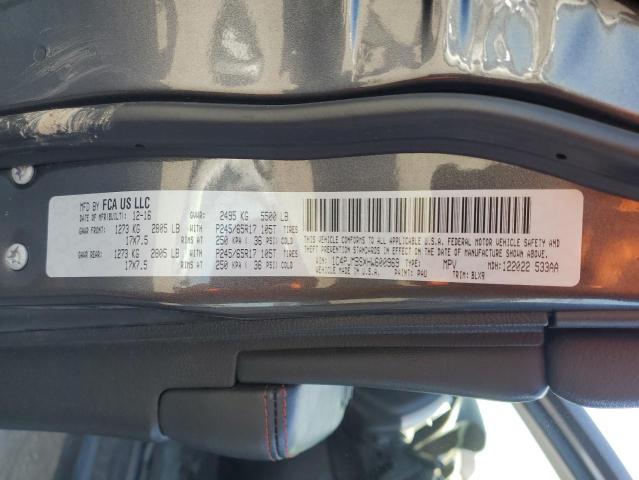 MFD BY FCA US LLC
DATE OF MFR(BUILT): 12-16 GVWR: 2495 KG 5500 LB
GAWR FRONT: 1273 KG 2805 LB WITH P245/65R17 105T TIRES
17X7.5 RIMS AT 250 KPA ( 36 PSI) COLD
GAWR REAR: 1273 KG 2805 LB WITH P245/65R17 105T TIRES
17X7.5 RIMS AT 250 KPA ( 36 PSI) COLD
THIS VEHICLE CONFORMS TO ALL APPLICABLE U.S.A. FEDERAL MOTOR VEHICLE SAFETY,
BUMPER, AND THEFT PREVENTION STANDARDS IN EFFECT ON THE DATE OF MANUFACTURE SHOWN ABOVE.
VIN: 1C4PJMBSXHW600969 TYPE: MPV MDH: 122022 533AA
VEHICLE MADE IN U.S.A. PAINT: PAU TRIM: BLX9